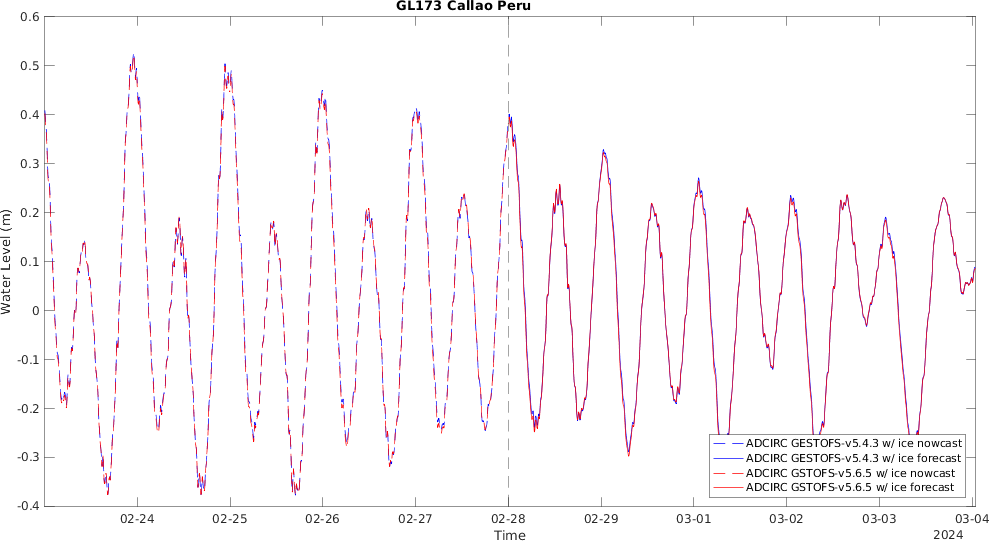 GL173 Callao Peru
0.6
0.5
0.4
0.3
0.2
0.1
0
-0.1
-0.2
-0.3
-0.4
Water Level (m)
ADCIRC GESTOFS-v5.4.3 w/ ice nowcast
ADCIRC GESTOFS-v5.4.3 w/ ice forecast
ADCIRC GSTOFS-v5.6.5 w/ ice nowcast
ADCIRC GSTOFS-v5.6.5 w/ ice forecast
02-24 02-25 02-26 02-27 02-28 02-29 03-01 03-02 03-03 03-04
Time
2024